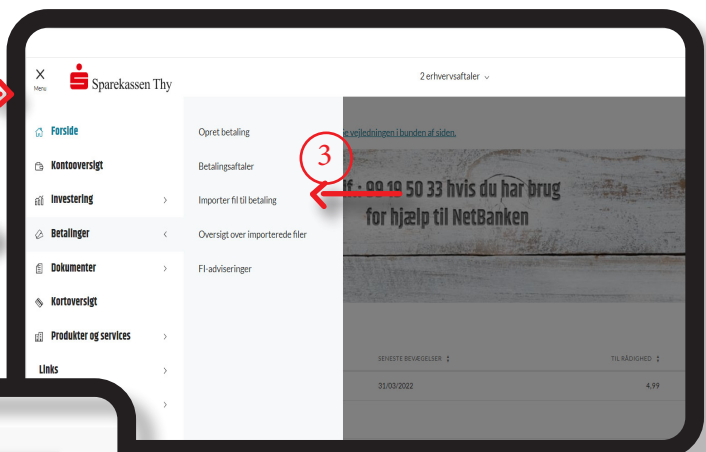 X
Menu
Sparekassen Thy
2 erhvervsaftaler
Forside
Kontooversigt
Investering
Betalinger
Dokumenter
Kortoversigt
Produkter og services
Links
Opret betaling
Betalingsaftaler
Importer fil til betaling
Oversigt over importerede filer
FI-adviseringer
3
vejledningen i bunden af siden.
lf.: 99 19 50 33 hvis du har brug
for hjælp til NetBanken
SENESTE BEVÆGELSER
TIL RÅDIGHED
31/03/2022
4,99